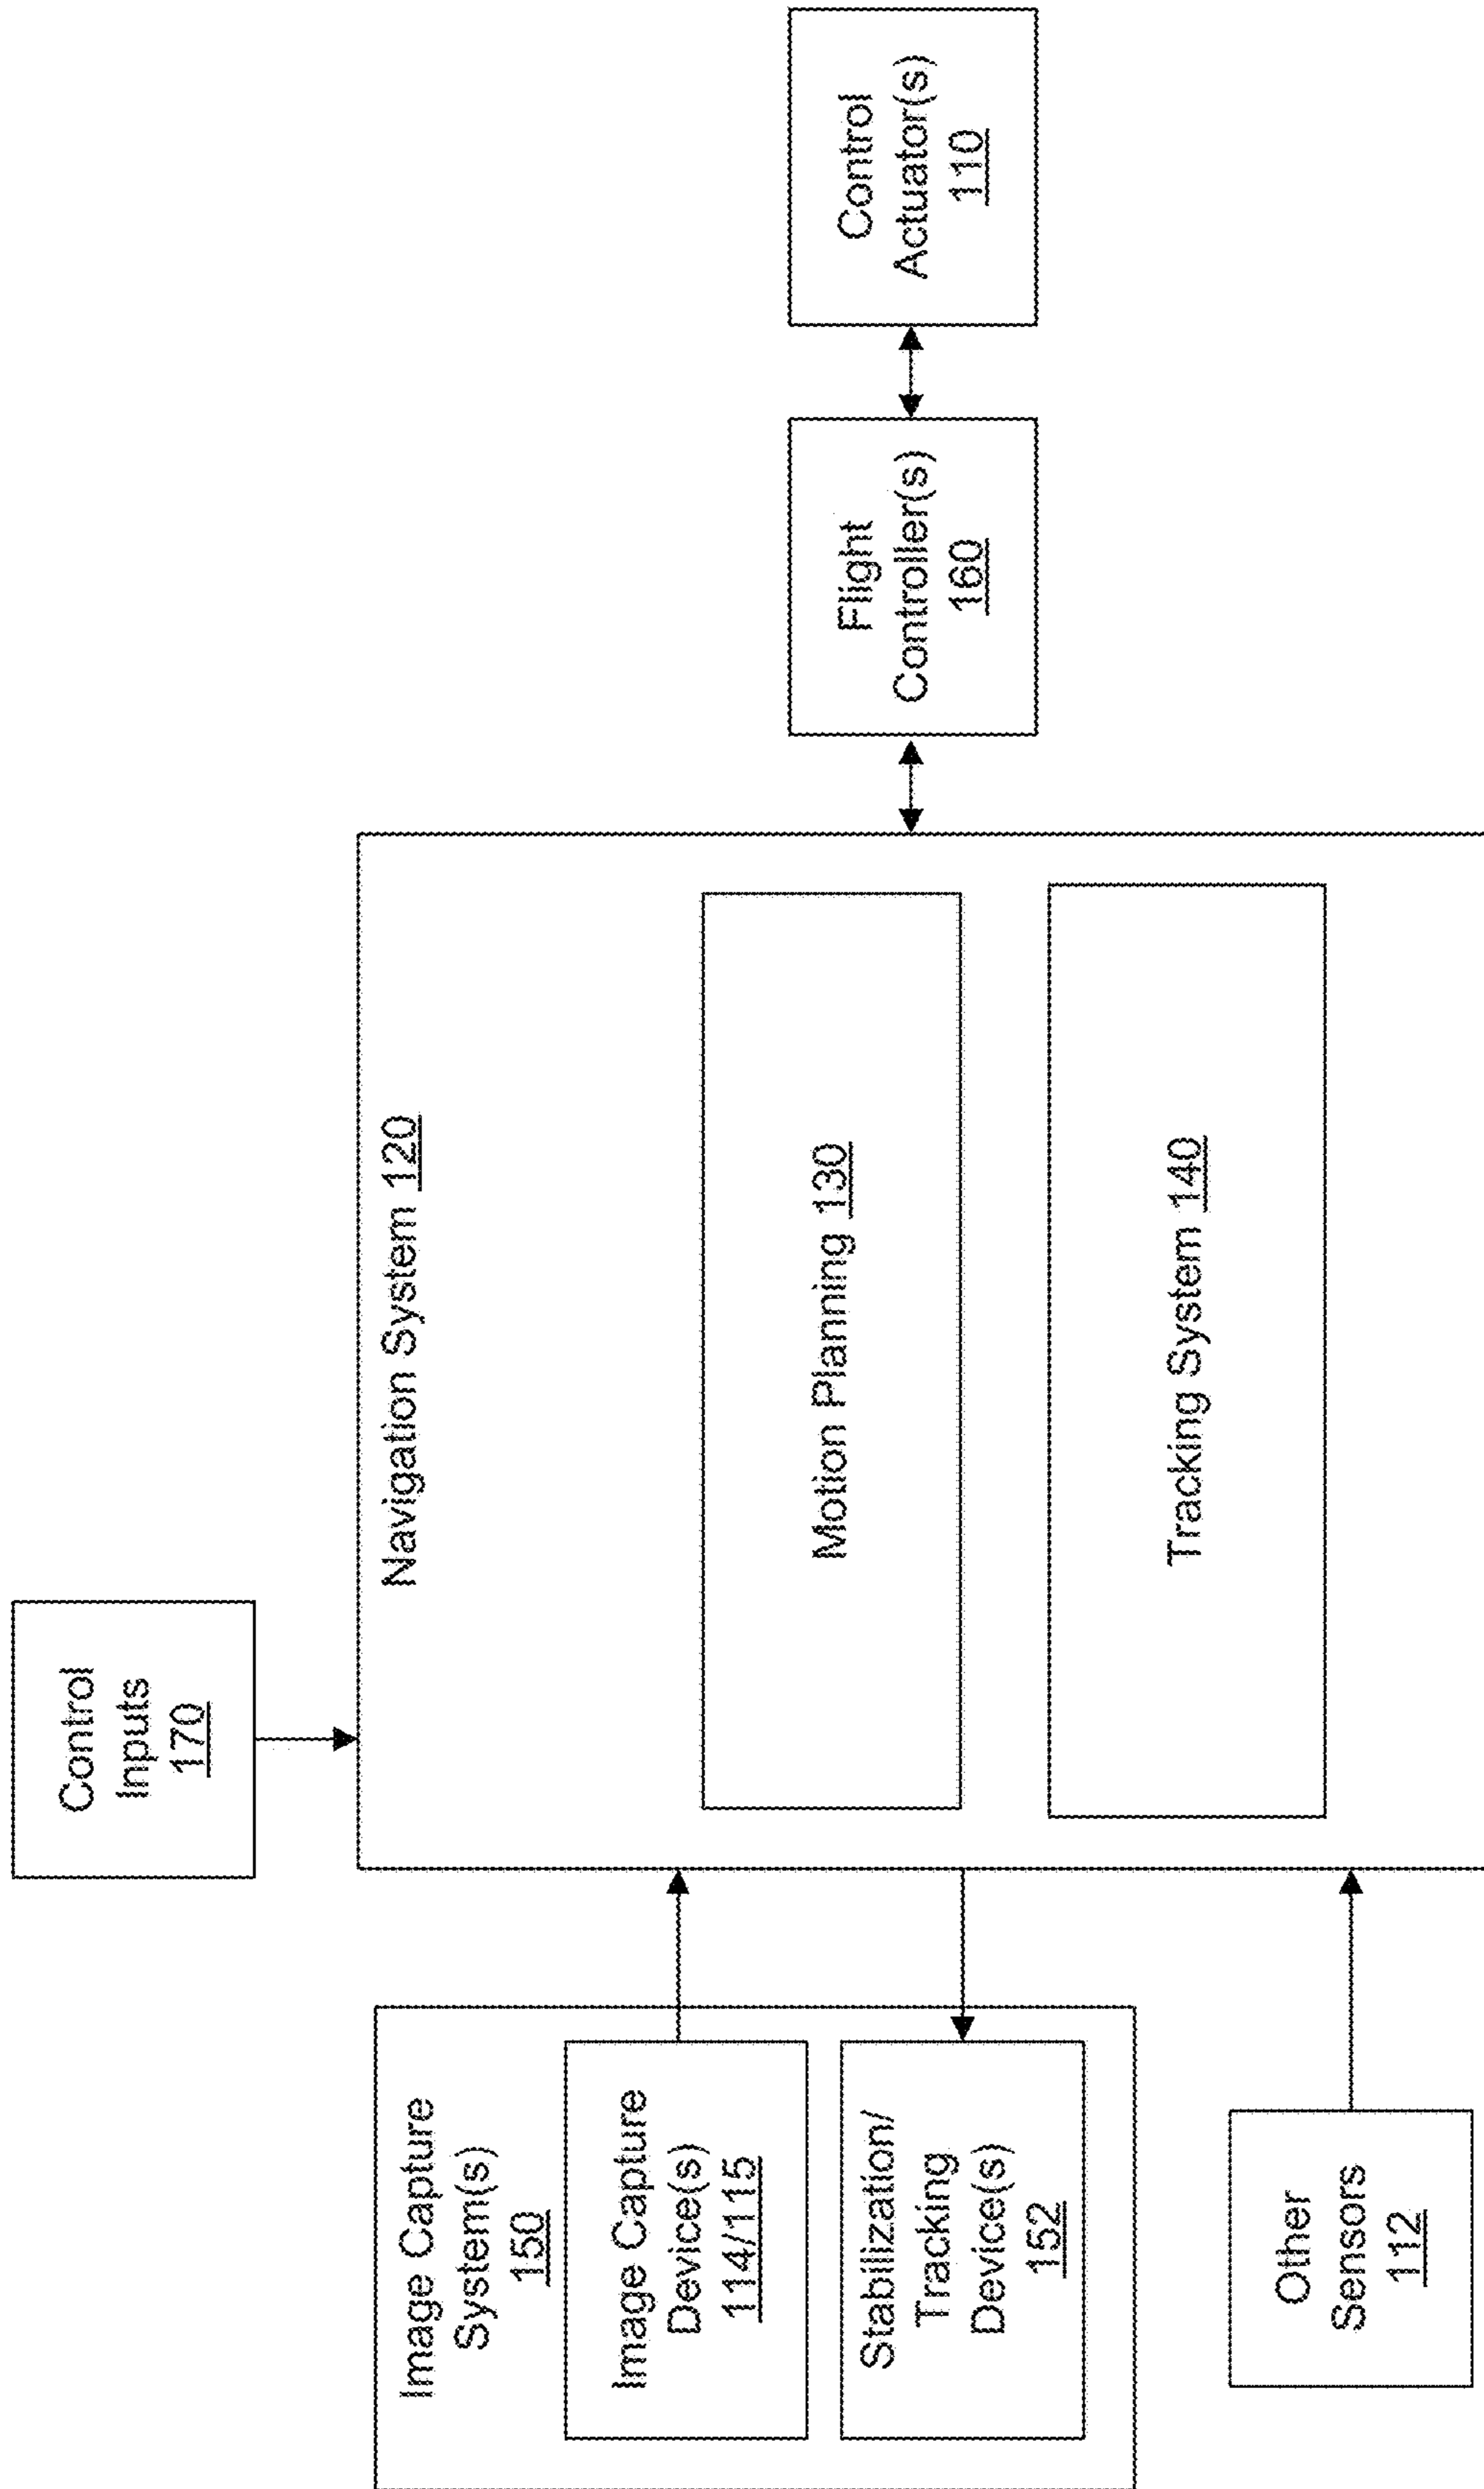 Control
Inputs
170
Image Capture
System(s)
150
Image Capture
Device(s)
114/115
Stabilization/
Tracking
Device(s)
152
Other
Sensors
112
Navigation System 120
Motion Planning 130
Tracking System 140
Flight
Controller(s)
160
Control
Actuator(s)
110